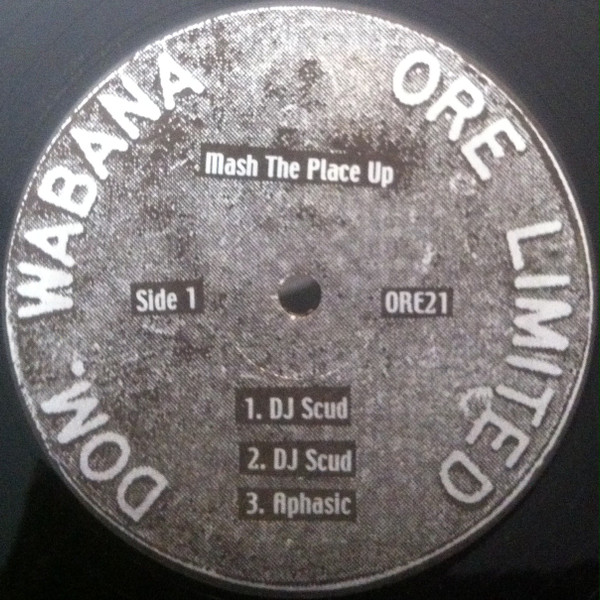 DOM. WABANA ORE LIMITED
Mash The Place Up
Side 1
ORE21
1. DJ Scud
2. DJ Scud
3. Aphasic